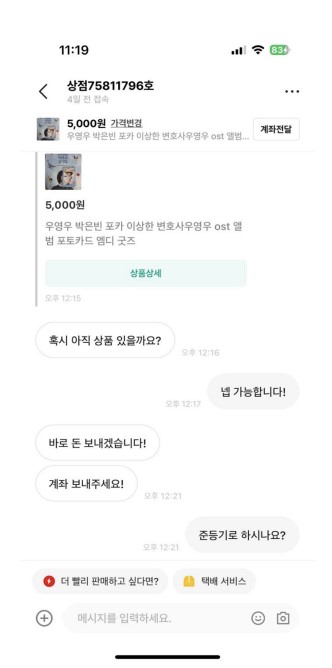 11:19
83
상점75811796호
4일 전 접속
5,000원 가격변경
우영우 박은빈 포카 이상한 변호사우영우 ost 앨범...
계좌전달
5,000원
우영우 박은빈 포카 이상한 변호사우영우 ost 앨
범 포토카드 엠디 굿즈
상품상세
오후 12:15
혹시 아직 상품 있을까요?
오후 12:16
넵 가능합니다!
오후 12:17
바로 돈 보내겠습니다!
계좌 보내주세요!
오후 12:21
준등기로 하시나요?
오후 12:21
더 빨리 판매하고 싶다면?
택배 서비스
메시지를 입력하세요.